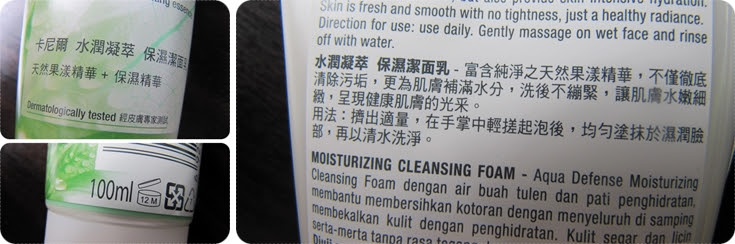 ing essence
卡尼爾 水潤凝萃 保濕潔面乳
天然果漾精華 + 保濕精華
Dermatologically tested 經皮膚專家測試.
100ml
12 M
Skin is fresh and smooth with no tightness, just a healthy radiance.
Direction for use: use daily. Gently massage on wet face and rinse
off with water.
水潤凝萃 保濕潔面乳 - 富含純淨之天然果漾精華，不僅徹底
清除污垢，更為肌膚補滿水分，洗後不繃緊，讓肌膚水嫩細
緻，呈現健康肌膚的光采。
用法：擠出適量，在手掌中輕搓起泡後，均勻塗抹於濕潤臉
部，再以清水洗淨。
MOISTURIZING CLEANSING FOAM - Aqua Defense Moisturizing
Cleansing Foam dengan air buah tulen dan pati penghidratan,
membantu membersihkan kotoran dengan menyeluruh di samping
membekalkan kulit dengan penghidratan. Kulit segar dan licin
serta-merta tanpa rasa